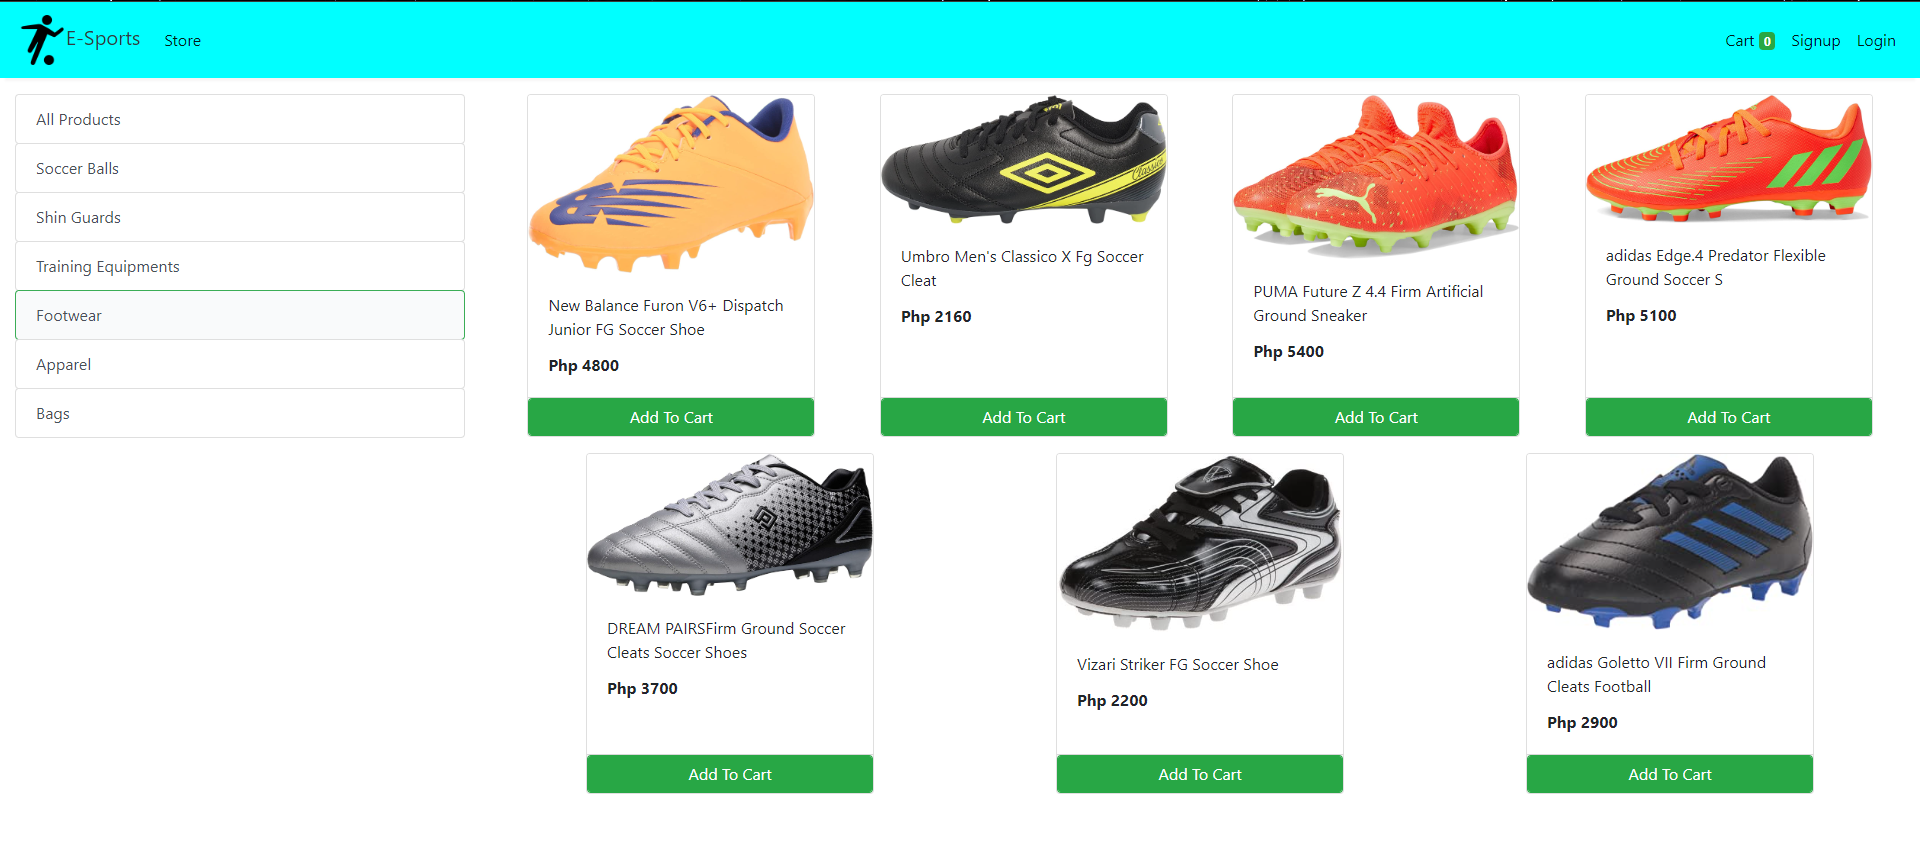 E-Sports
Store
Cart 0
Signup
Login
All Products
Soccer Balls
Shin Guards
Training Equipments
Footwear
Apparel
Bags
New Balance Furon V6+ Dispatch
Junior FG Soccer Shoe
Php 4800
Add To Cart
Classico
Umbro Men's Classico X Fg Soccer
Cleat
Php 2160
Add To Cart
PUMA Future Z 4.4 Firm Artificial
Ground Sneaker
Php 5400
Add To Cart
adidas Edge.4 Predator Flexible
Ground Soccer S
Php 5100
Add To Cart
DREAM PAIRSFirm Ground Soccer
Cleats Soccer Shoes
Php 3700
Add To Cart
Vizari Striker FG Soccer Shoe
Php 2200
Add To Cart
adidas Goletto VII Firm Ground
Cleats Football
Php 2900
Add To Cart